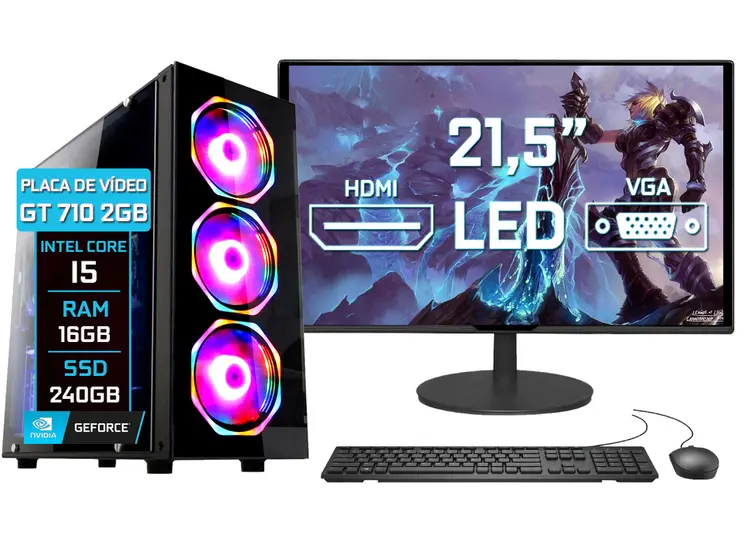 PLACA DE VÍDEO
GT 710 2GB
INTEL CORE
I5
RAM
16GB
SSD
240GB
NVIDIA
GEFORCE
21,5”
HDMI
VGA
LED